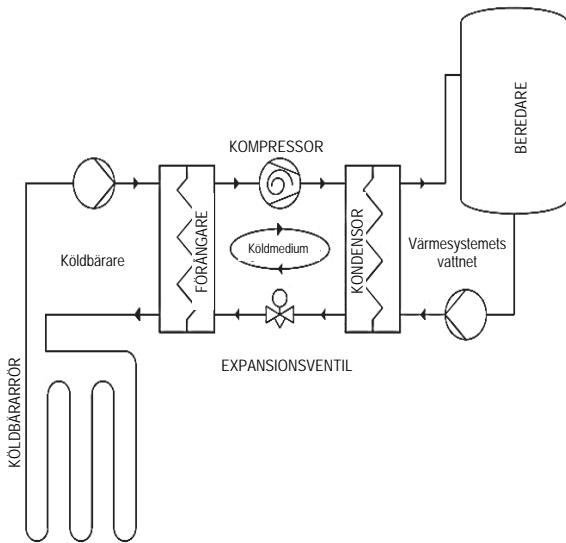 BEREDARE
KOMPRESSOR
FÖRÅNGARE
KONDENSOR
Köldbärare
Köldmedium
Värmesystemets
vattnet
EXPANSIONSVENTIL
KÖLDBÄRARRÖR